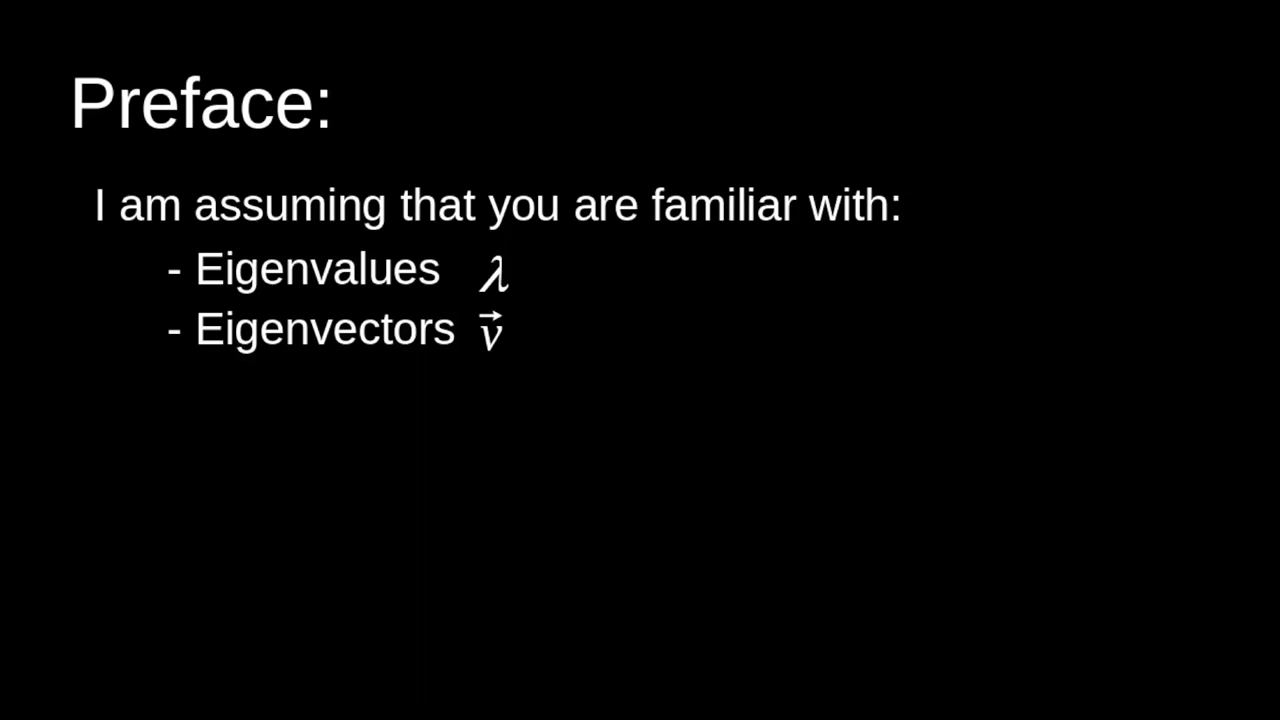 Preface:
I am assuming that you are familiar with:
- Eigenvalues λ
- Eigenvectors v⃗